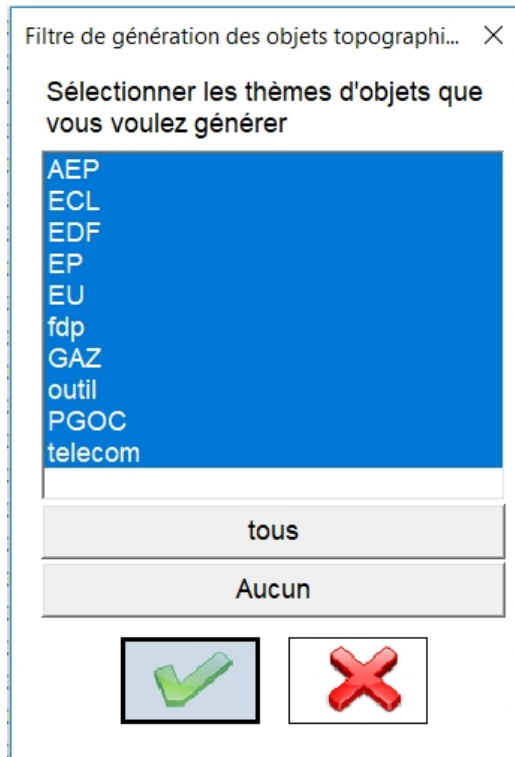 Filtre de génération des objets topographi...
Sélectionner les thèmes d'objets que
vous voulez générer
AEP
ECL
EDF
EP
EU
fdp
GAZ
outil
PGOC
telecom
tous
Aucun